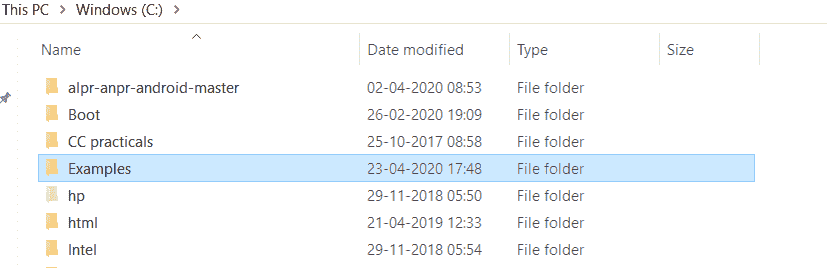 This PC > Windows (C:) >
Name Date modified Type Size
alpr-anpr-android-master 02-04-2020 08:53 File folder
Boot 26-02-2020 19:09 File folder
CC practicals 25-10-2017 08:58 File folder
Examples 23-04-2020 17:48 File folder
hp 29-11-2018 05:50 File folder
html 21-04-2019 12:33 File folder
Intel 29-11-2018 05:54 File folder